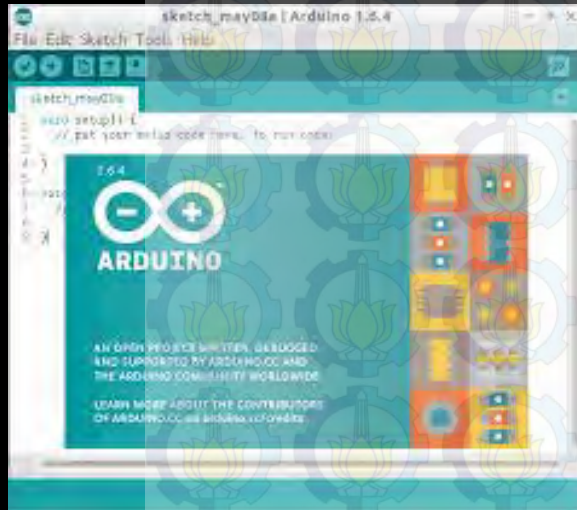 sketch_may08a | Arduino 1.6.4
File Edit Sketch Tools Help
sketch_may08a
void setup() {
// put your setup code here, to run once:
}
1.6.4
ARDUINO
AN OPEN PROJECT WRITTEN, DEBUGGED
AND SUPPORTED BY ARDUINO.CC AND
THE ARDUINO COMMUNITY WORLDWIDE
LEARN MORE ABOUT THE CONTRIBUTORS
OF ARDUINO.CC on arduino.cc/credits